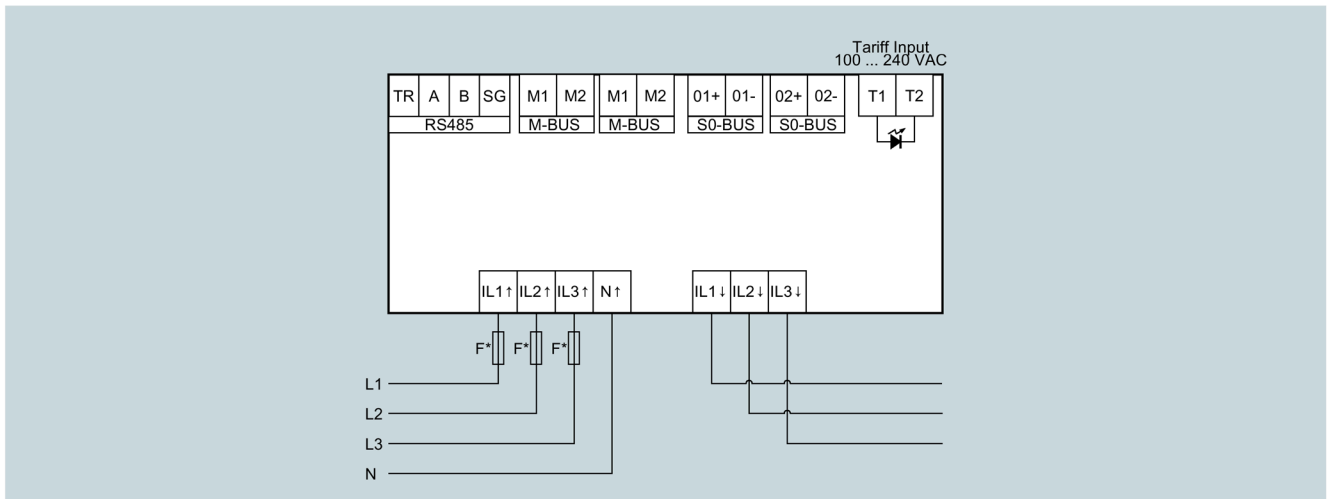 Tariff Input
100 ... 240 VAC
TR A B SG M1 M2 M1 M2 01+ 01- 02+ 02- T1 T2
RS485 M-BUS M-BUS S0-BUS S0-BUS
IL1↑ IL2↑ IL3↑ N↑ IL1↓ IL2↓ IL3↓
F* F* F*
L1
L2
L3
N